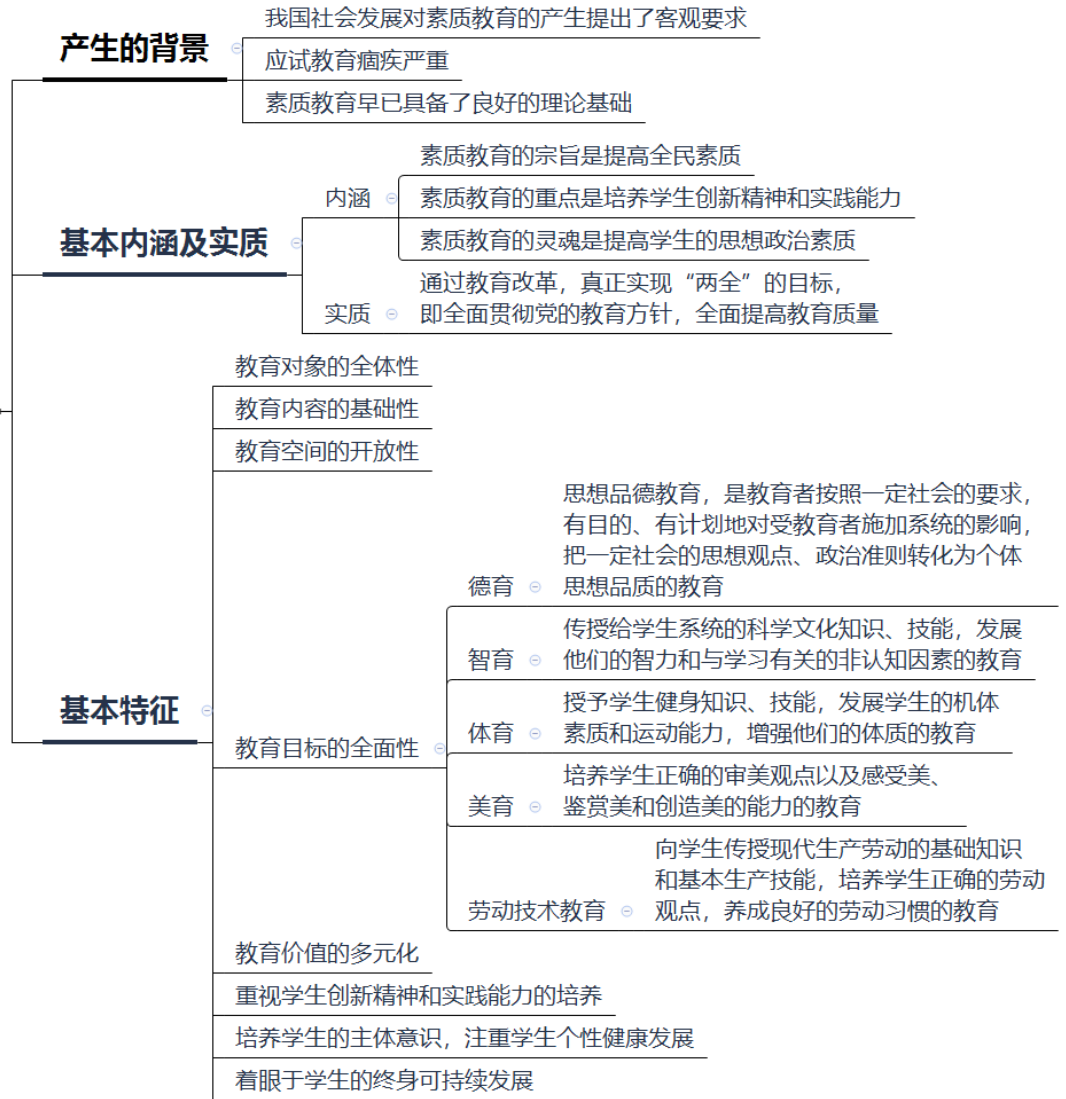 产生的背景
我国社会发展对素质教育的产生提出了客观要求
应试教育痼疾严重
素质教育早已具备了良好的理论基础
基本内涵及实质
内涵
素质教育的宗旨是提高全民素质
素质教育的重点是培养学生创新精神和实践能力
素质教育的灵魂是提高学生的思想政治素质
实质
通过教育改革，真正实现“两全”的目标，
即全面贯彻党的教育方针，全面提高教育质量
基本特征
教育对象的全体性
教育内容的基础性
教育空间的开放性
教育目标的全面性
德育
思想品德教育，是教育者按照一定社会的要求，
有目的、有计划地对受教育者施加系统的影响，
把一定社会的思想观点、政治准则转化为个体
思想品质的教育
智育
传授给学生系统的科学文化知识、技能，发展
他们的智力和与学习有关的非认知因素的教育
体育
授予学生健身知识、技能，发展学生的机体
素质和运动能力，增强他们的体质的教育
美育
培养学生正确的审美观点以及感受美、
鉴赏美和创造美的能力的教育
劳动技术教育
向学生传授现代生产劳动的基础知识
和基本生产技能，培养学生正确的劳动
观点，养成良好的劳动习惯的教育
教育价值的多元化
重视学生创新精神和实践能力的培养
培养学生的主体意识，注重学生个性健康发展
着眼于学生的终身可持续发展